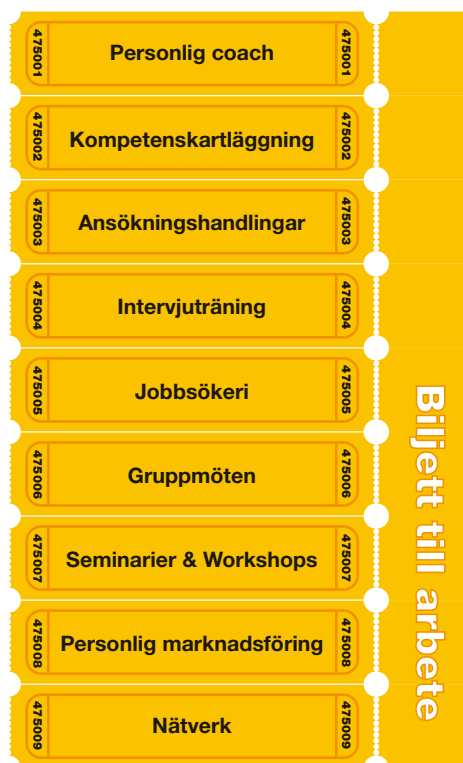 475001 Personlig coach 475001
475002 Kompetenskartläggning 475002
475003 Ansökningshandlingar 475003
475004 Intervjuträning 475004
475005 Jobbsökeri 475005
475006 Gruppmöten 475006
475007 Seminarier & Workshops 475007
475008 Personlig marknadsföring 475008
475009 Nätverk 475009
Biljett till arbete